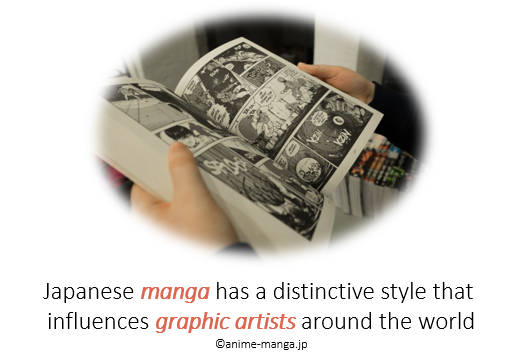 Japanese manga has a distinctive style that
influences graphic artists around the world
©anime-manga.jp